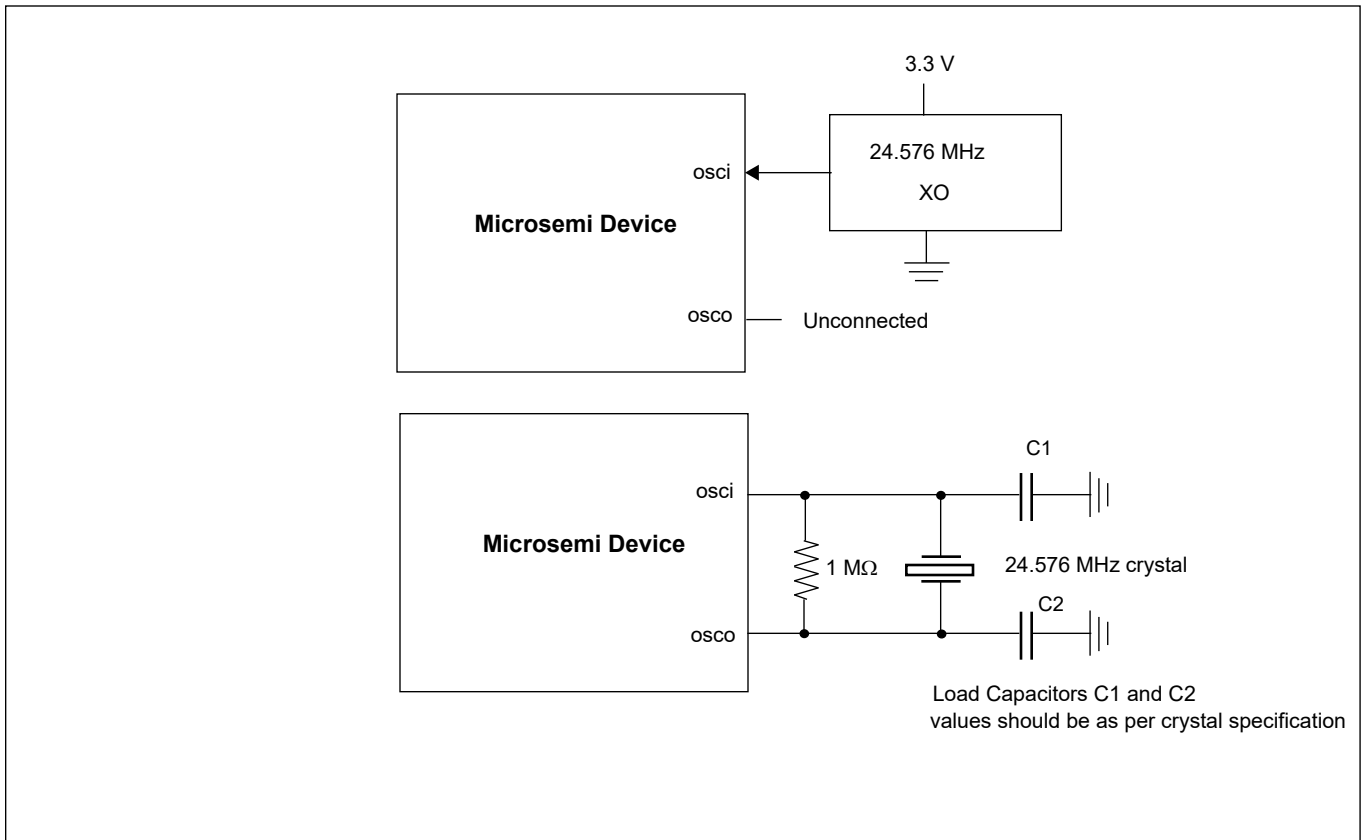 3.3 V
24.576 MHz
XO
osci
Microsemi Device
osco
Unconnected
C1
osci
Microsemi Device
1 MΩ
24.576 MHz crystal
C2
osco
Load Capacitors C1 and C2
values should be as per crystal specification